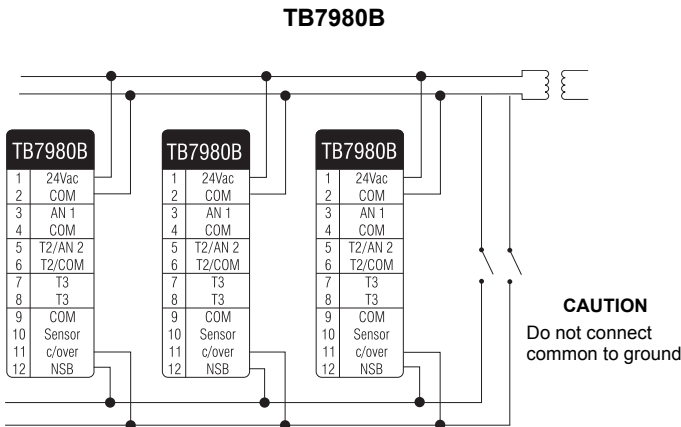 TB7980B
TB7980B
1 24Vac
2 COM
3 AN 1
4 COM
5 T2/AN 2
6 T2/COM
7 T3
8 T3
9 COM
10 Sensor
11 c/over
12 NSB
TB7980B
1 24Vac
2 COM
3 AN 1
4 COM
5 T2/AN 2
6 T2/COM
7 T3
8 T3
9 COM
10 Sensor
11 c/over
12 NSB
TB7980B
1 24Vac
2 COM
3 AN 1
4 COM
5 T2/AN 2
6 T2/COM
7 T3
8 T3
9 COM
10 Sensor
11 c/over
12 NSB
CAUTION
Do not connect
common to ground